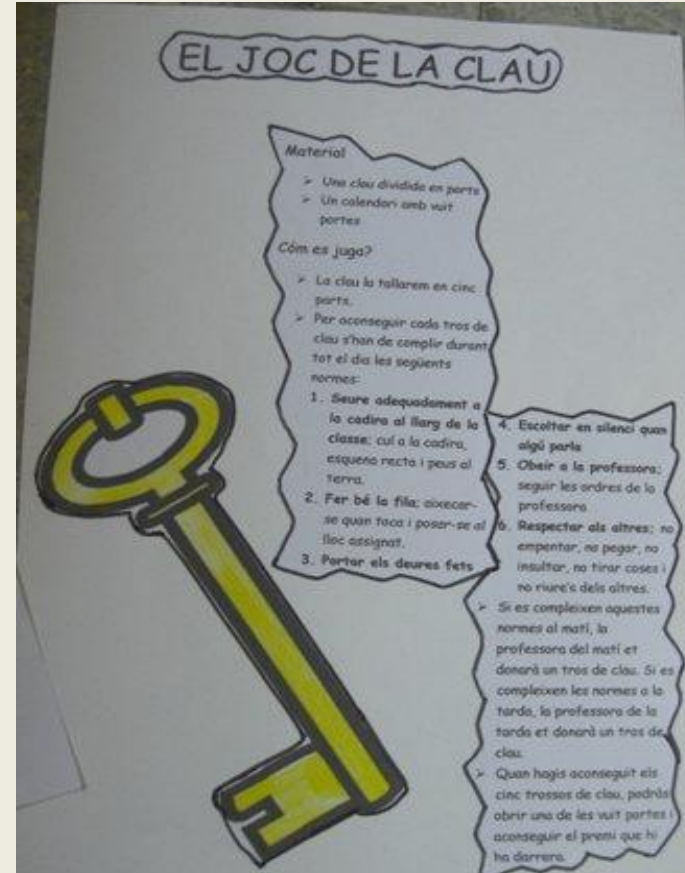 EL JOC DE LA CLAU
Material
➢ Una clau dividida en parts
➢ Un calendari amb vuit
portes
Cóm es juga?
➢ La clau la tallarem en cinc
parts.
➢ Per aconseguir cada tros de
clau s'han de complir durant
tot el dia les següents
normes:
1. Seure adequadament a
la cadira al llarg de la
classe: cul a la cadira,
esquena recta i peus al
terra.
2. Fer bé la fila: aixecar-
se quan toca i posar-se al
lloc assignat.
3. Portar els deures fets
4. Escoltar en silenci quan
algú parla
5. Obeir a la professora:
seguir les ordres de la
professora
6. Respectar als altres: no
empentar, no pegar, no
insultar, no tirar coses i
no riure's dels altres.
➢ Si es compleixen aquestes
normes al matí, la
professora del matí et
donarà un tros de clau. Si es
compleixen les normes a la
tarda, la professora de la
tarda et donarà un tros de
clau.
➢ Quan hagis aconseguit els
cinc trossos de clau, podràs
obrir una de les vuit portes i
aconseguir el premi que hi
ha darrera.